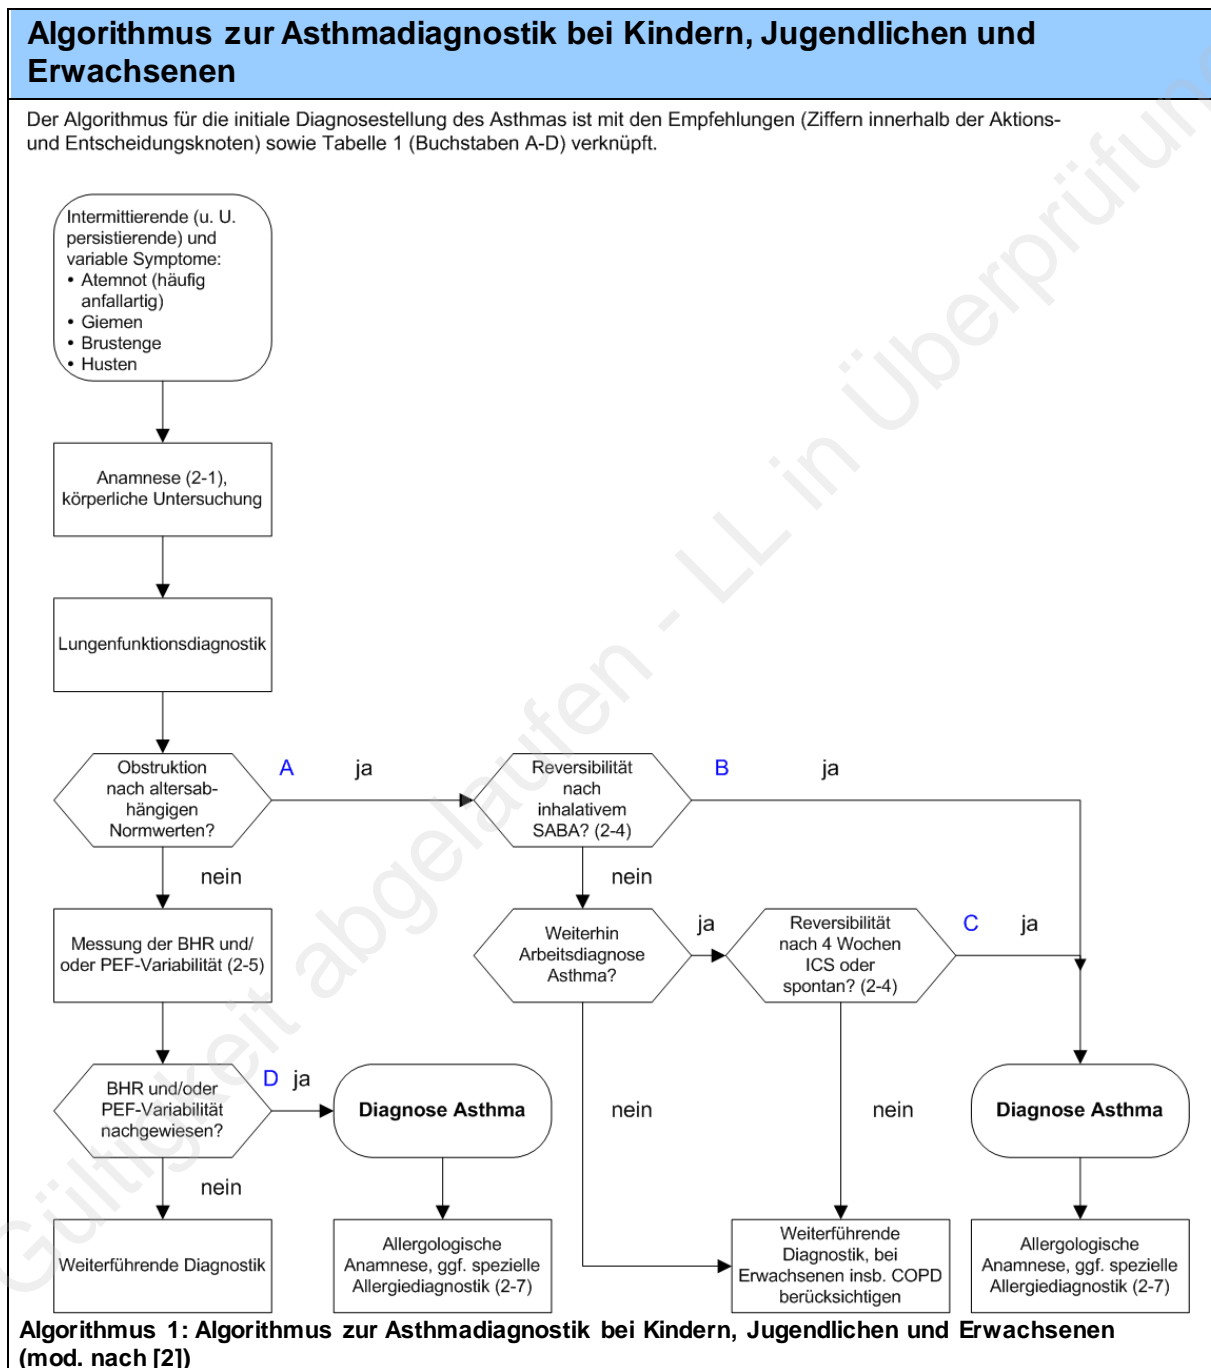 Algorithmus zur Asthmadiagnostik bei Kindern, Jugendlichen und
Erwachsenen
Der Algorithmus für die initiale Diagnosestellung des Asthmas ist mit den Empfehlungen (Ziffern innerhalb der Aktions-
und Entscheidungsknoten) sowie Tabelle 1 (Buchstaben A-D) verknüpft.
Intermittierende (u. U.
persistierende) und
variable Symptome:
• Atemnot (häufig
anfallartig)
• Giemen
• Brustenge
• Husten
Anamnese (2-1),
körperliche Untersuchung
Lungenfunktionsdiagnostik
Obstruktion
nach altersab-
hängigen
Normwerten?
A ja
Reversibilität
nach
inhalativem
SABA? (2-4)
B ja
nein
nein
Messung der BHR und/
oder PEF-Variabilität (2-5)
Weiterhin
Arbeitsdiagnose
Asthma?
ja
Reversibilität
nach 4 Wochen
ICS oder
spontan? (2-4)
C ja
BHR und/oder
PEF-Variabilität
nachgewiesen?
D ja
Diagnose Asthma
nein
nein
Diagnose Asthma
nein
Weiterführende Diagnostik
Allergologische
Anamnese, ggf. spezielle
Allergiediagnostik (2-7)
Weiterführende
Diagnostik, bei
Erwachsenen insb. COPD
berücksichtigen
Allergologische
Anamnese, ggf. spezielle
Allergiediagnostik (2-7)
Algorithmus 1: Algorithmus zur Asthmadiagnostik bei Kindern, Jugendlichen und Erwachsenen
(mod. nach [2])
Gültigkeit abgelaufen - LL in Überprüfung